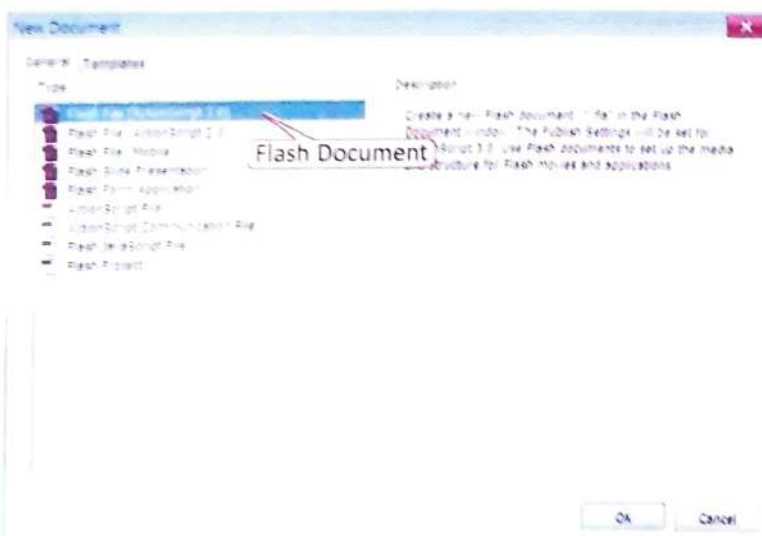 New Document
General Templates
Type
Flash File (ActionScript 3.0)
Flash File (ActionScript 2.0)
Flash File (Mobile)
Flash Slide Presentation
Flash Form Application
ActionScript File
ActionScript Communication File
Flash JavaScript File
Flash Project
Flash Document
Description
Create a new Flash document (*.fla) in the Flash
Document window. The Publish Settings will be set for
Script 3.0. Use Flash documents to set up the media
structure for Flash movies and applications.
OK Cancel